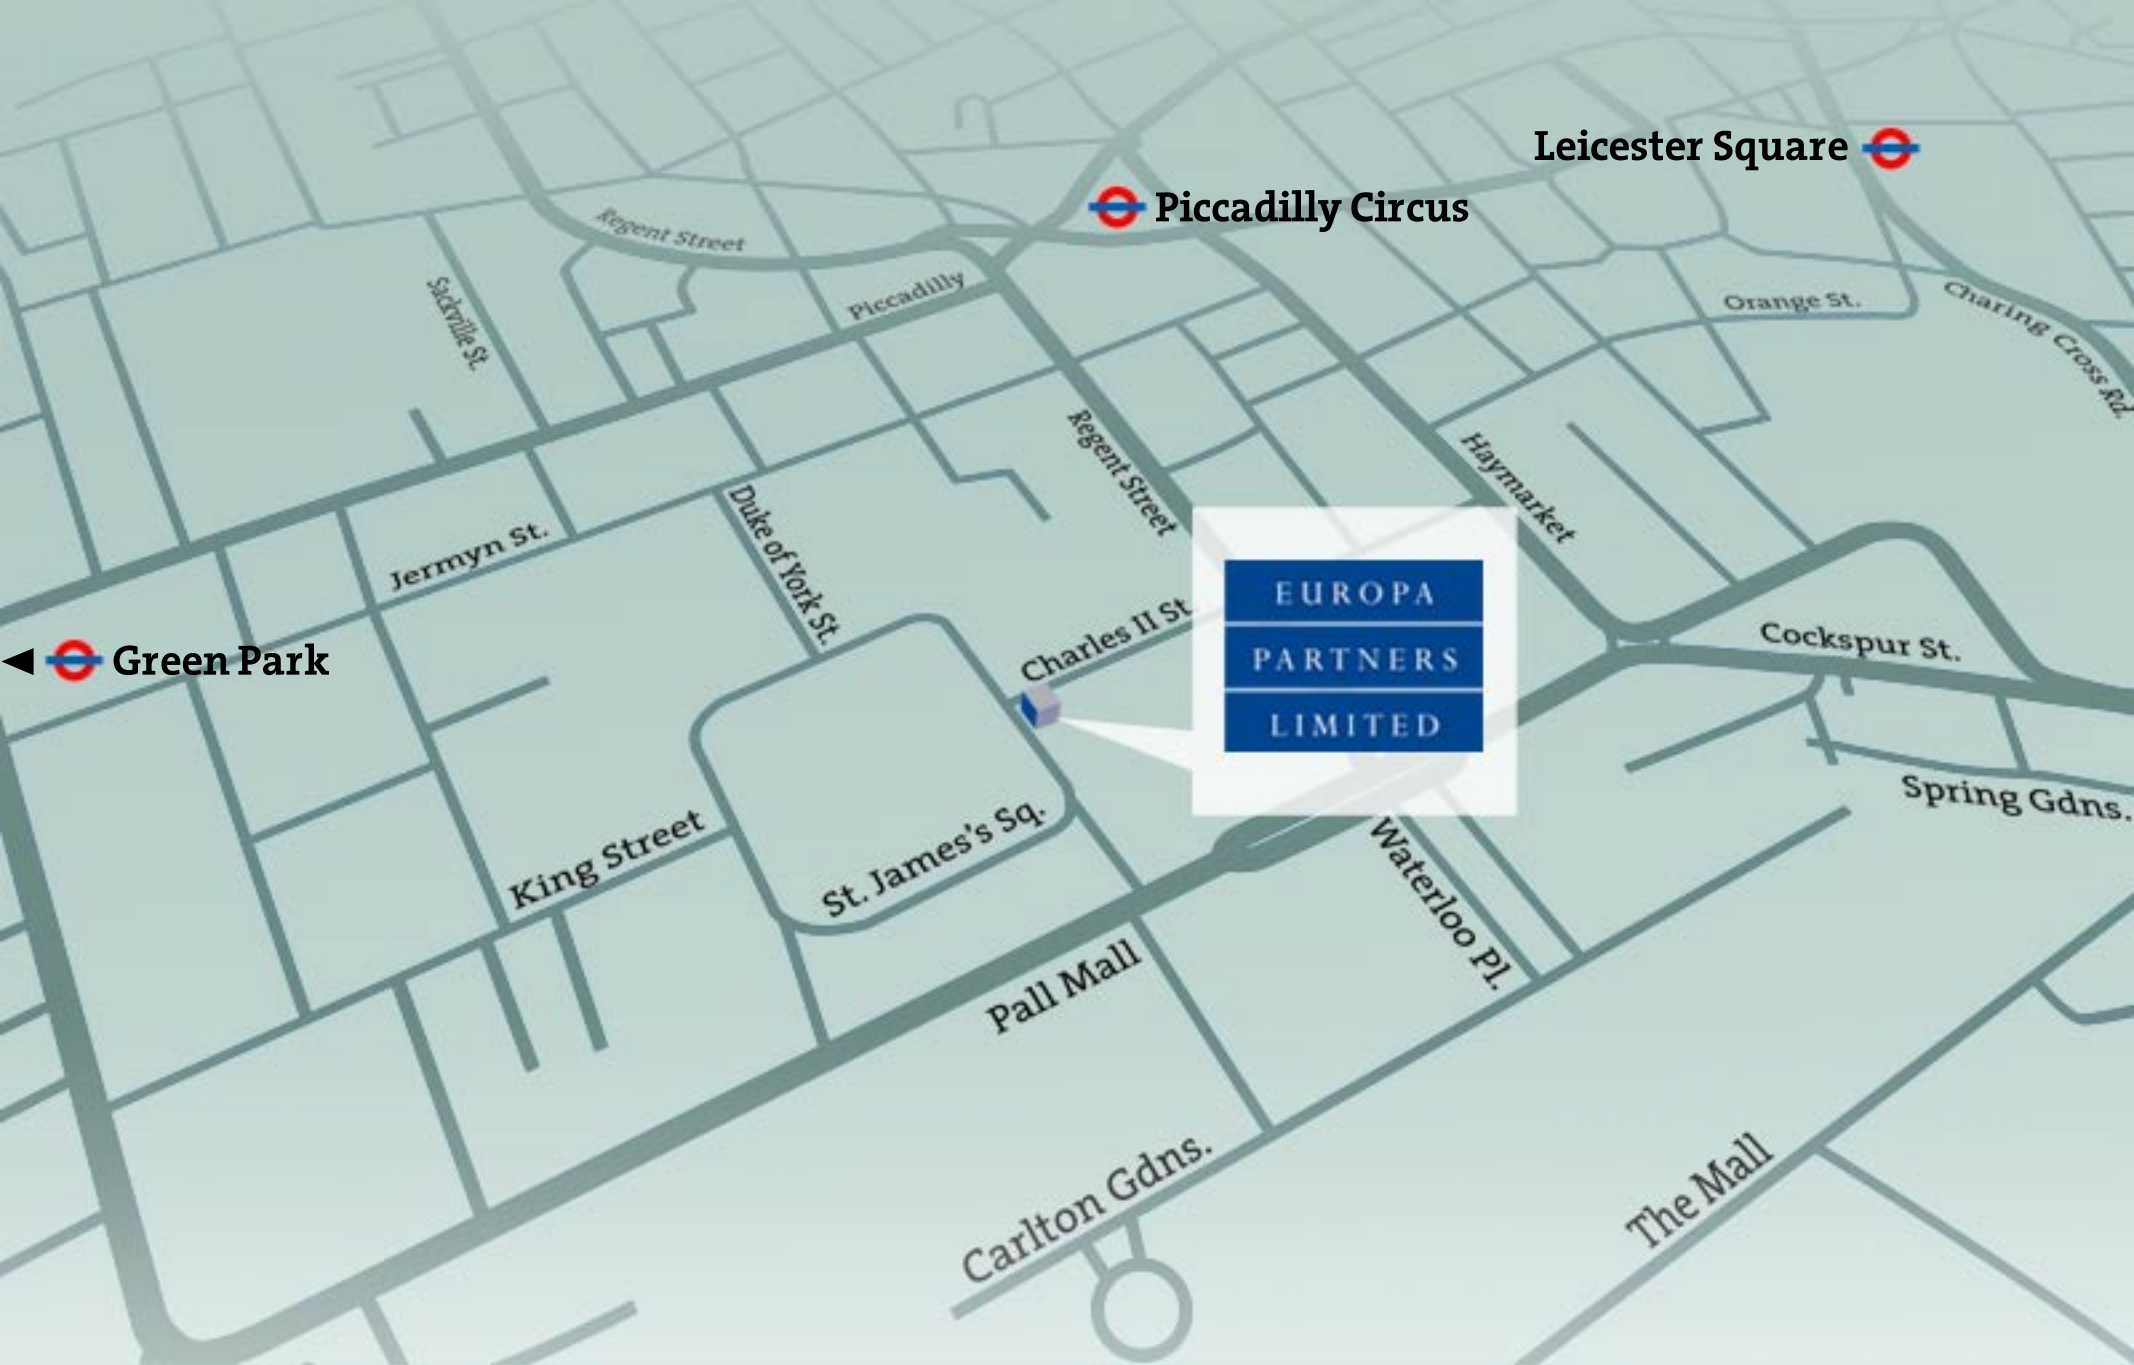 Leicester Square
Piccadilly Circus
Regent Street
Sackville St.
Piccadilly
Orange St.
Charing Cross Rd.
Regent Street
Haymarket
Jermyn St.
Duke of York St.
EUROPA
PARTNERS
LIMITED
Charles II St
Cockspur St.
Green Park
Spring Gdns.
King Street
St. James's Sq.
Waterloo Pl.
Pall Mall
Carlton Gdns.
The Mall